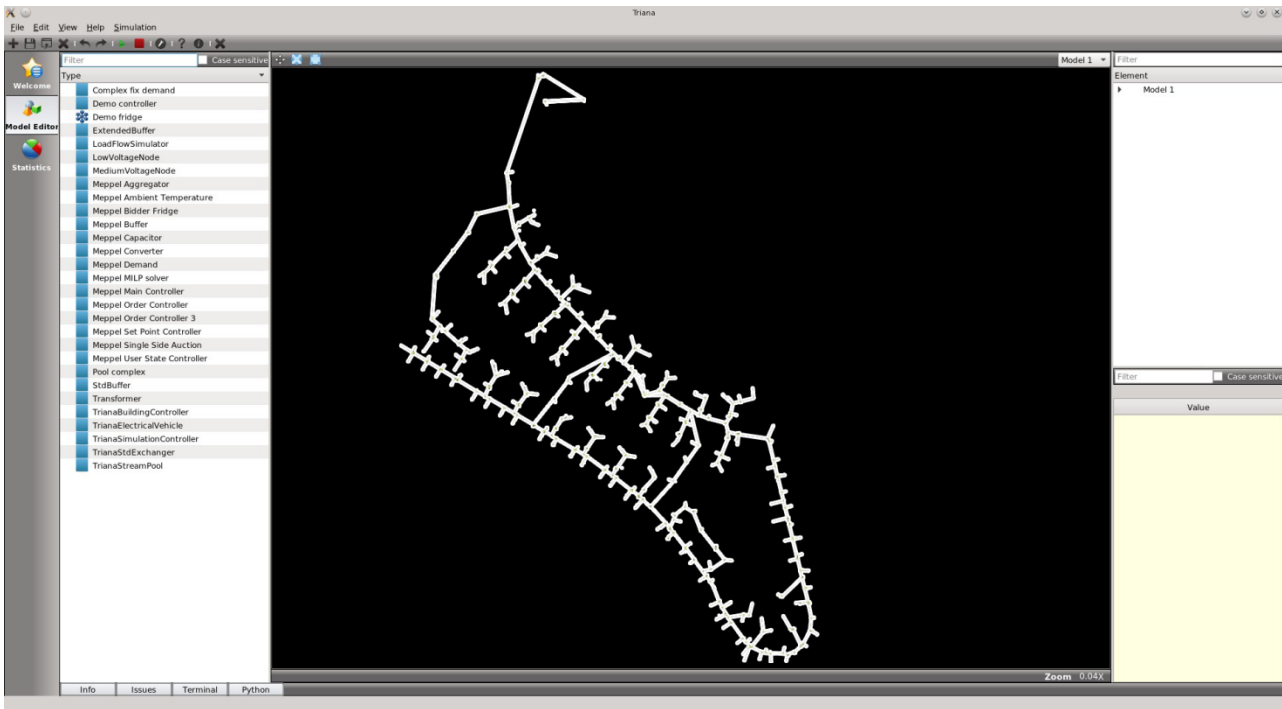 Triana
File Edit View Help Simulation
Filter Case sensitive Model 1 Filter
Type Element
Welcome
Model 1
Complex fix demand
Demo controller
Model Editor
Demo fridge
ExtendedBuffer
LoadFlowSimulator
LowVoltageNode
Statistics
MediumVoltageNode
Meppel Aggregator
Meppel Ambient Temperature
Meppel Bidder Fridge
Meppel Buffer
Meppel Capacitor
Meppel Converter
Meppel Demand
Meppel MILP solver
Meppel Main Controller
Meppel Order Controller
Meppel Order Controller 3
Meppel Set Point Controller
Meppel Single Side Auction
Meppel User State Controller
Pool complex
StdBuffer
Transformer
TrianaBuildingController
TrianaElectricalVehicle
TrianaSimulationController
TrianaStdExchanger
TrianaStreamPool
Filter Case sensitive
Value
Zoom 0.04X
Info Issues Terminal Python